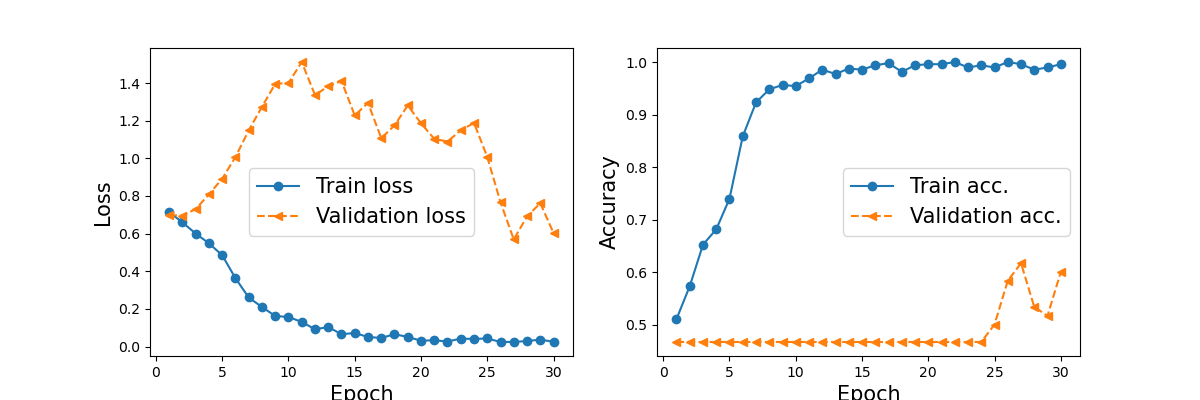 1.4
1.2
1.0
0.8
0.6
0.4
0.2
0.0
Loss
Train loss
Validation loss
0 5 10 15 20 25 30
Epoch
1.0
0.9
0.8
0.7
0.6
0.5
Accuracy
Train acc.
Validation acc.
0 5 10 15 20 25 30
Epoch